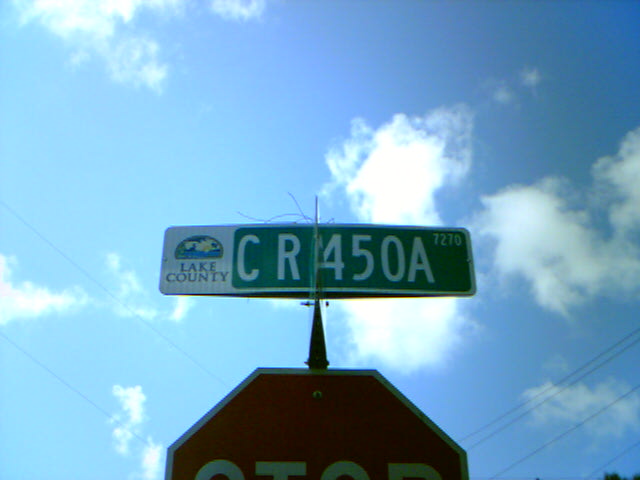 LAKE
COUNTY
C R 450A
7270
STOP